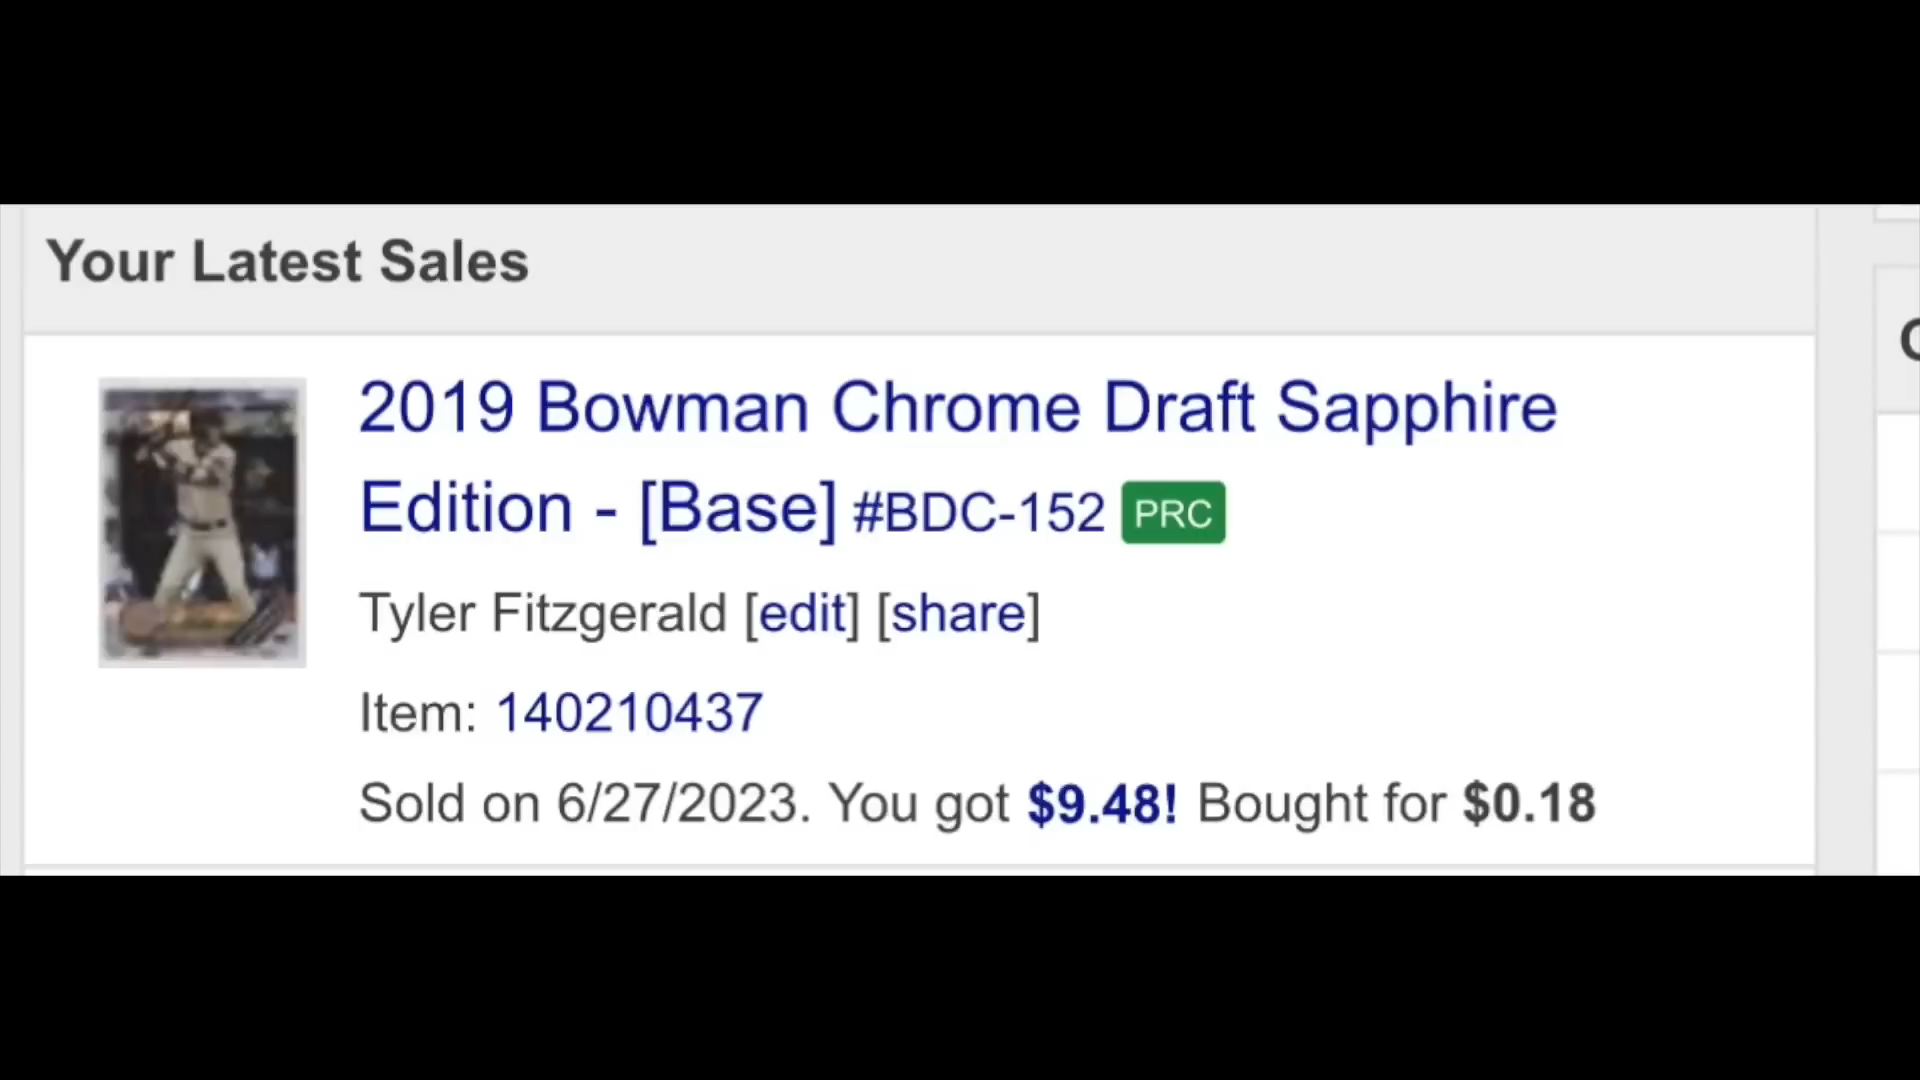 Your Latest Sales
2019 Bowman Chrome Draft Sapphire
Edition - [Base] #BDC-152 PRC
Tyler Fitzgerald [edit] [share]
Item: 140210437
Sold on 6/27/2023. You got $9.48! Bought for $0.18